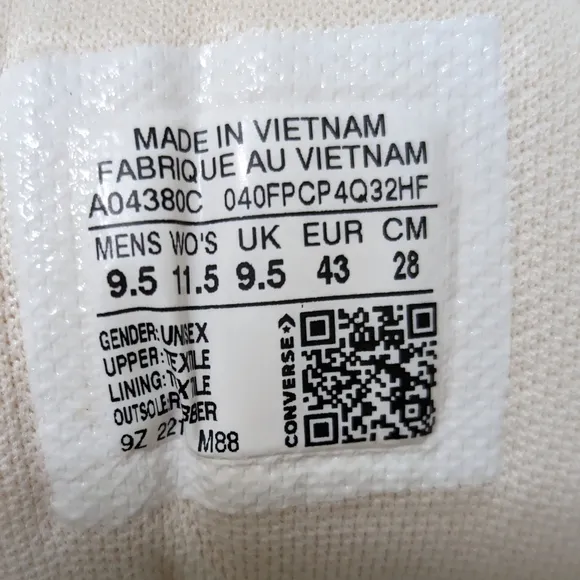 MADE IN VIETNAM
FABRIQUE AU VIETNAM
A04380C 040FPCP4Q32HF
MENS WO'S UK EUR CM
9.5 11.5 9.5 43 28
GENDER: UNISEX
UPPER: TEXTILE
LINING: TEXTILE
OUTSOLE: RUBBER
9Z M88
CONVERSE